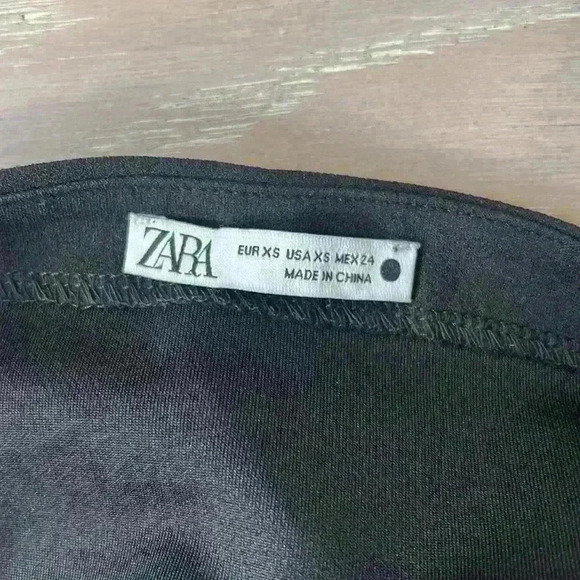 ZARA
EUR XS USA XS MEX 24
MADE IN CHINA